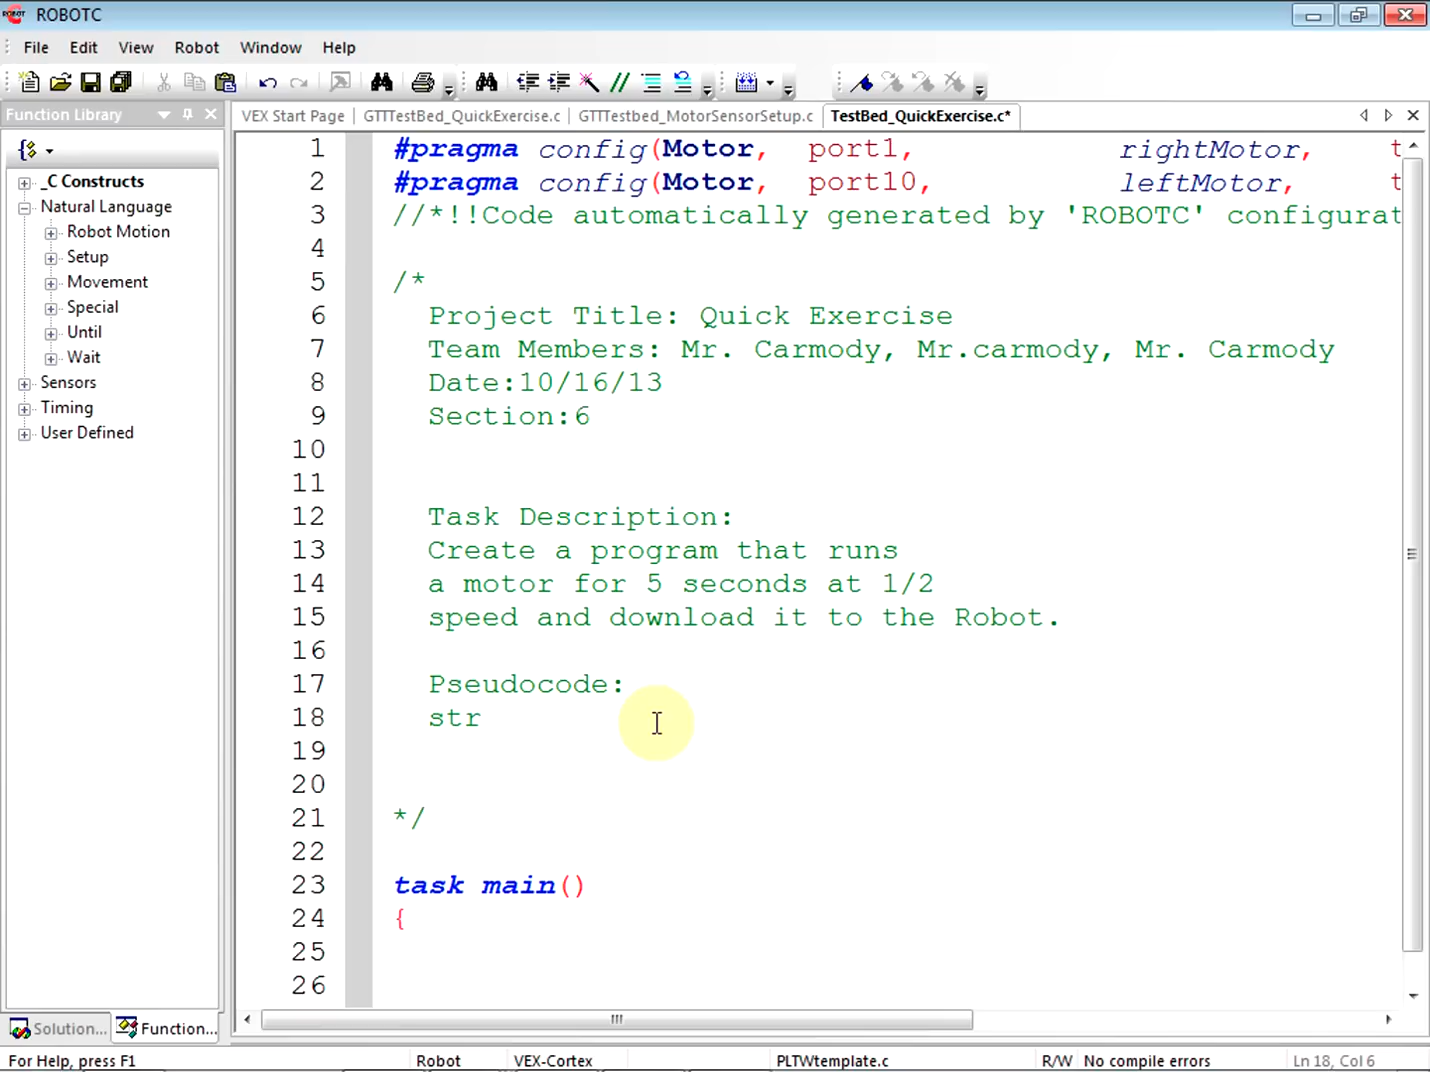 ROBOT ROBOTC
File Edit View Robot Window Help
Function Library
VEX Start Page GTTTestBed_QuickExercise.c GTTTestbed_MotorSensorSetup.c TestBed_QuickExercise.c*
_C Constructs
Natural Language
Robot Motion
Setup
Movement
Special
Until
Wait
Sensors
Timing
User Defined
1 #pragma config(Motor, port1, rightMotor, t
2 #pragma config(Motor, port10, leftMotor, t
3 //*!!Code automatically generated by 'ROBOTC' configurat
4
5 /*
6 Project Title: Quick Exercise
7 Team Members: Mr. Carmody, Mr.carmody, Mr. Carmody
8 Date:10/16/13
9 Section:6
10
11
12 Task Description:
13 Create a program that runs
14 a motor for 5 seconds at 1/2
15 speed and download it to the Robot.
16
17 Pseudocode:
18 str
19
20
21 */
22
23 task main()
24 {
25
26
Solution... Function...
For Help, press F1 Robot VEX-Cortex PLTWtemplate.c R/W No compile errors Ln 18, Col 6